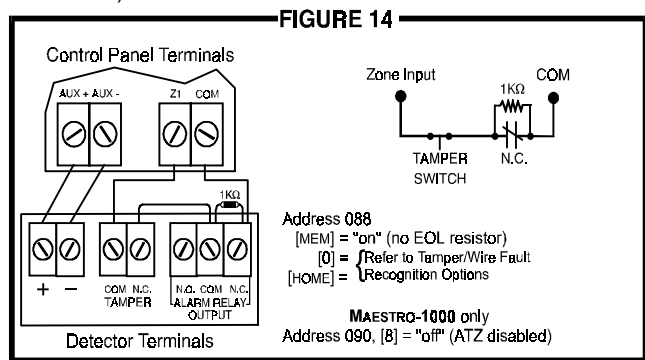 FIGURE 14
Control Panel Terminals
AUX + AUX - Z1 COM
1KΩ
+ - COM N.C. N.O. COM N.C.
TAMPER ALARM RELAY
OUTPUT
Detector Terminals
Zone Input COM
1KΩ
TAMPER N.C.
SWITCH
Address 088
[MEM] = "on" (no EOL resistor)
[0] = { Refer to Tamper/Wire Fault
[HOME] = Recognition Options
MAESTRO-1000 only
Address 090, [8] = "off" (ATZ disabled)